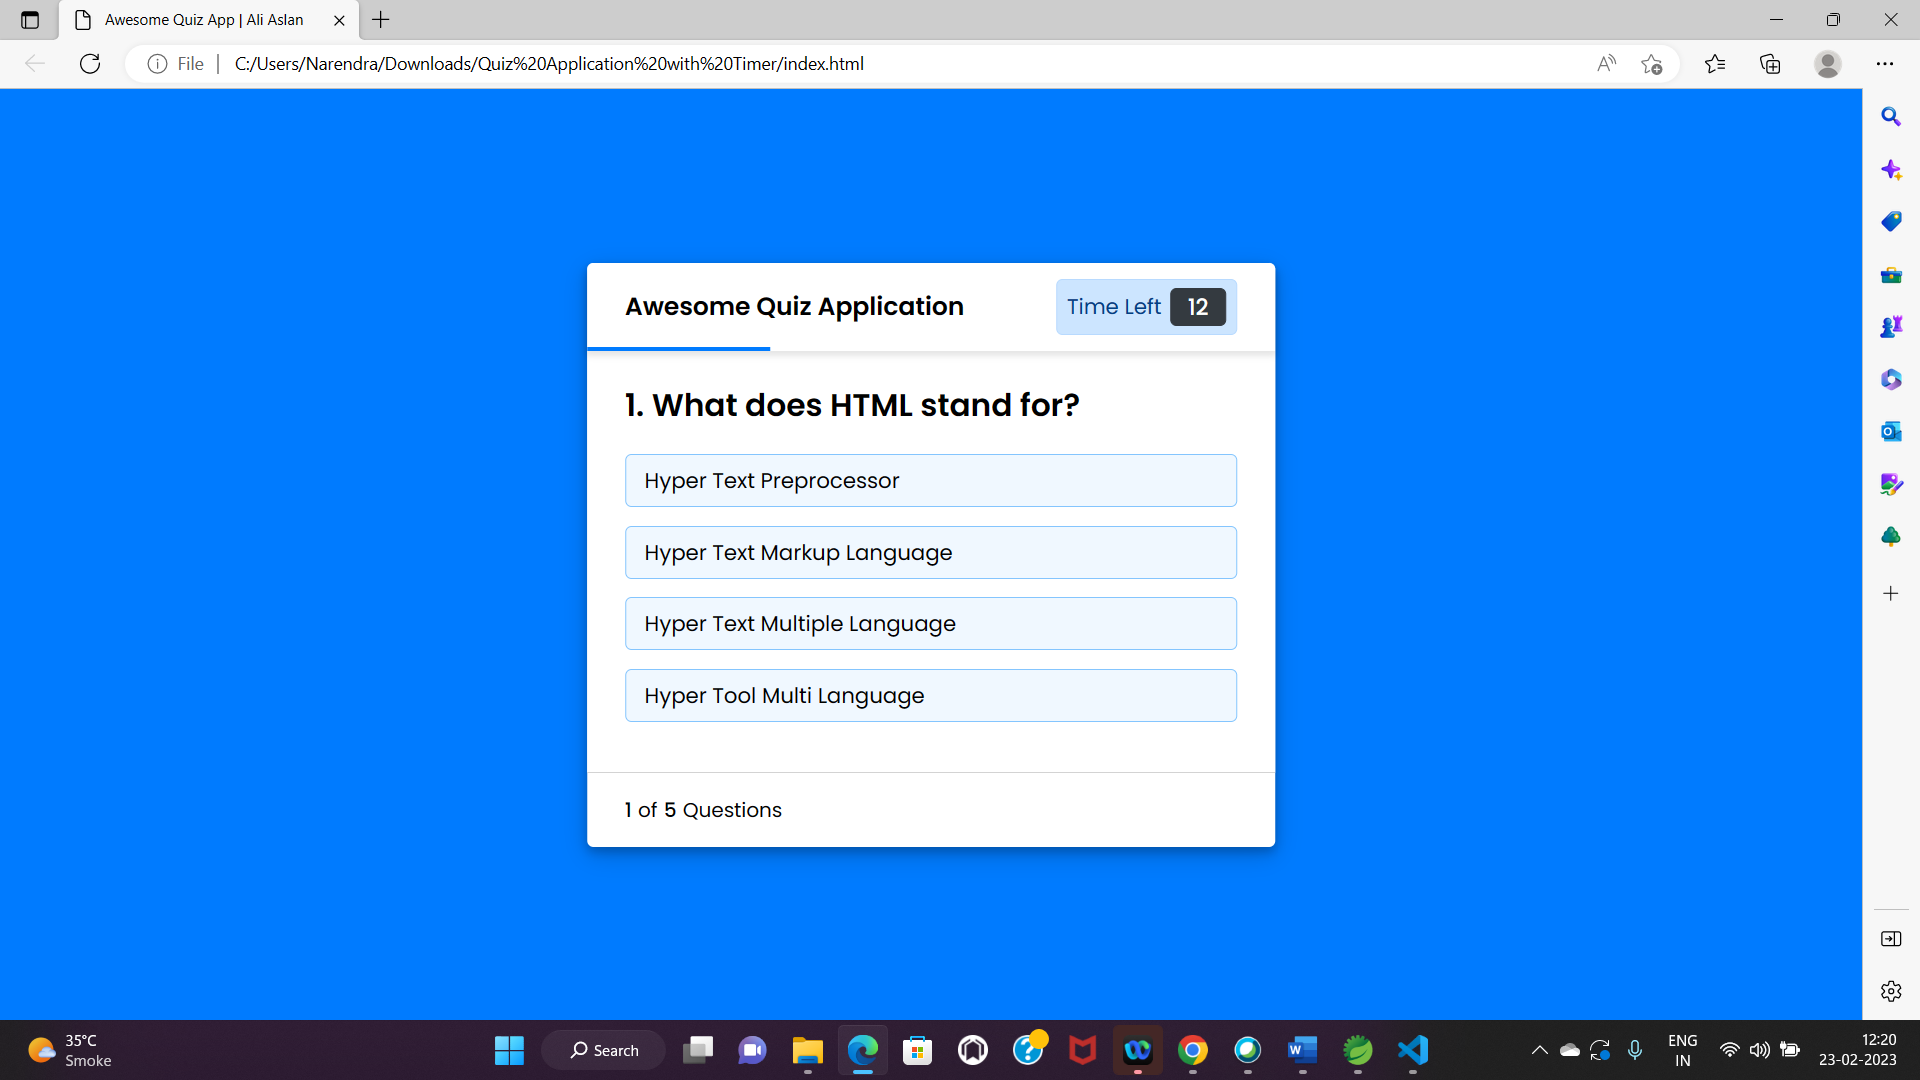 Awesome Quiz App | Ali Aslan
File
C:/Users/Narendra/Downloads/Quiz%20Application%20with%20Timer/index.html
Awesome Quiz Application
Time Left 12
1. What does HTML stand for?
Hyper Text Preprocessor
Hyper Text Markup Language
Hyper Text Multiple Language
Hyper Tool Multi Language
1 of 5 Questions
35°C
Smoke
Search
ENG
IN
12:20
23-02-2023